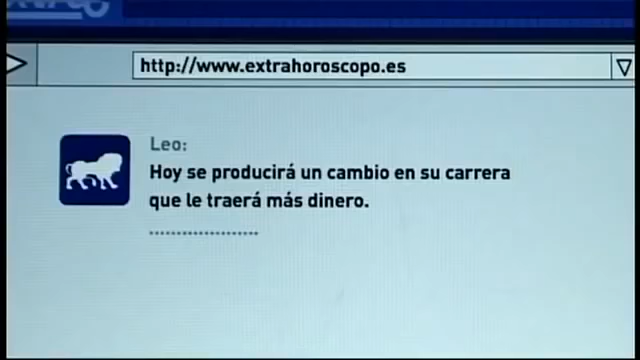 http://www.extrahoroscopo.es
Leo:
Hoy se producirá un cambio en su carrera
que le traerá más dinero.